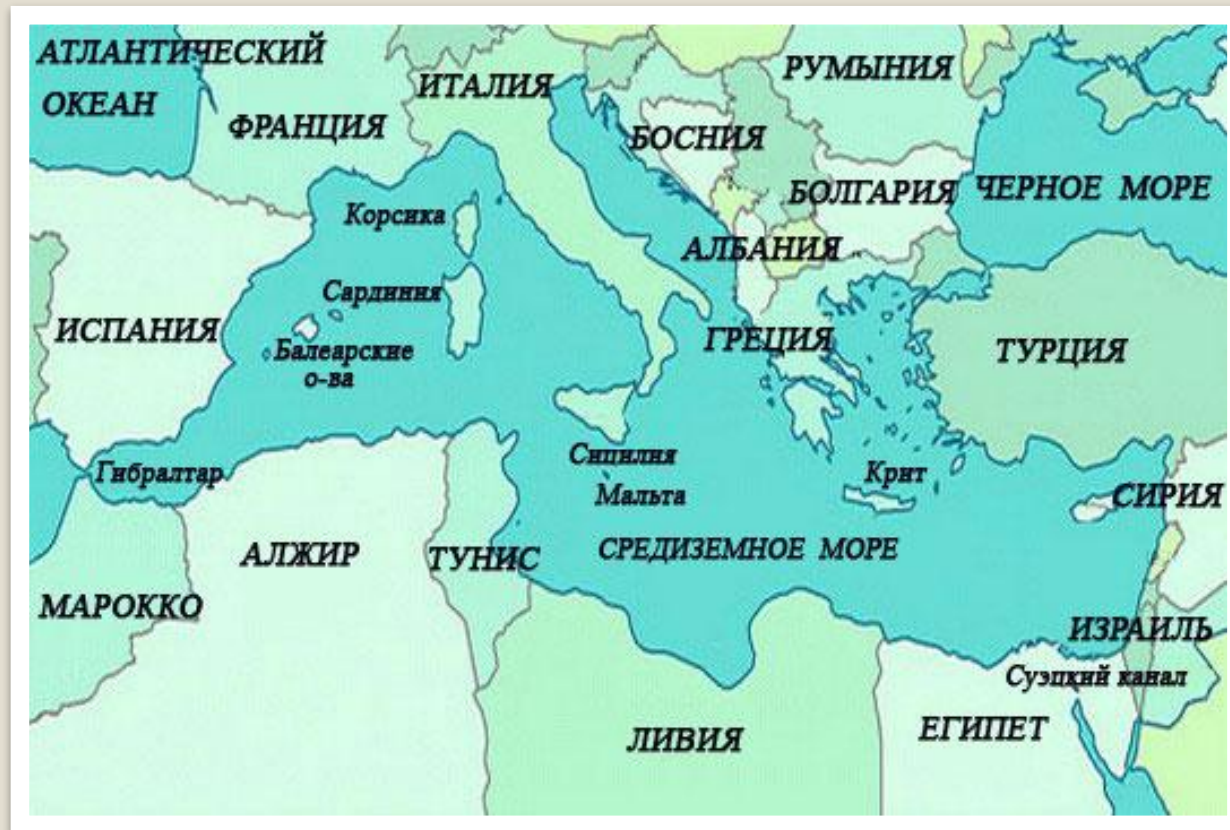 АТЛАНТИЧЕСКИЙ
ОКЕАН
ФРАНЦИЯ
ИТАЛИЯ
РУМЫНИЯ
БОСНИЯ
БОЛГАРИЯ
ЧЕРНОЕ МОРЕ
Корсика
АЛБАНИЯ
Сардиния
ИСПАНИЯ
Балеарские
о-ва
ГРЕЦИЯ
ТУРЦИЯ
Гибралтар
Сицилия
Мальта
Крит
СИРИЯ
АЛЖИР
ТУНИС
СРЕДИЗЕМНОЕ МОРЕ
МАРОККО
ИЗРАИЛЬ
Суэцкий канал
ЛИВИЯ
ЕГИПЕТ